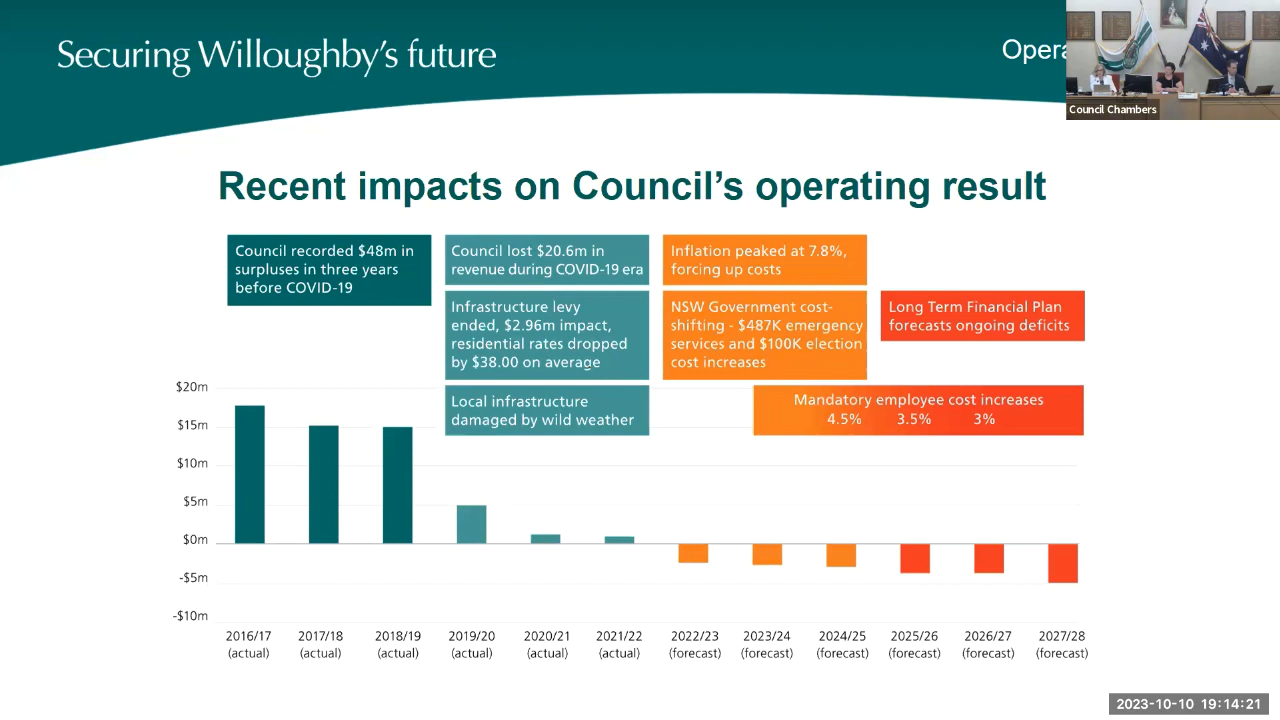 Securing Willoughby's future
Opera
Council Chambers
Recent impacts on Council's operating result
Council recorded $48m in
surpluses in three years
before COVID-19
Council lost $20.6m in
revenue during COVID-19 era
Infrastructure levy
ended, $2.96m impact,
residential rates dropped
by $38.00 on average
Local infrastructure
damaged by wild weather
Inflation peaked at 7.8%,
forcing up costs
NSW Government cost-
shifting - $487K emergency
services and $100K election
cost increases
Long Term Financial Plan
forecasts ongoing deficits
Mandatory employee cost increases
4.5% 3.5% 3%
$20m
$15m
$10m
$5m
$0m
-$5m
-$10m
2016/17 2017/18 2018/19 2019/20 2020/21 2021/22 2022/23 2023/24 2024/25 2025/26 2026/27 2027/28
(actual) (actual) (actual) (actual) (actual) (actual) (forecast) (forecast) (forecast) (forecast) (forecast) (forecast)
2023-10-10 19:14:21